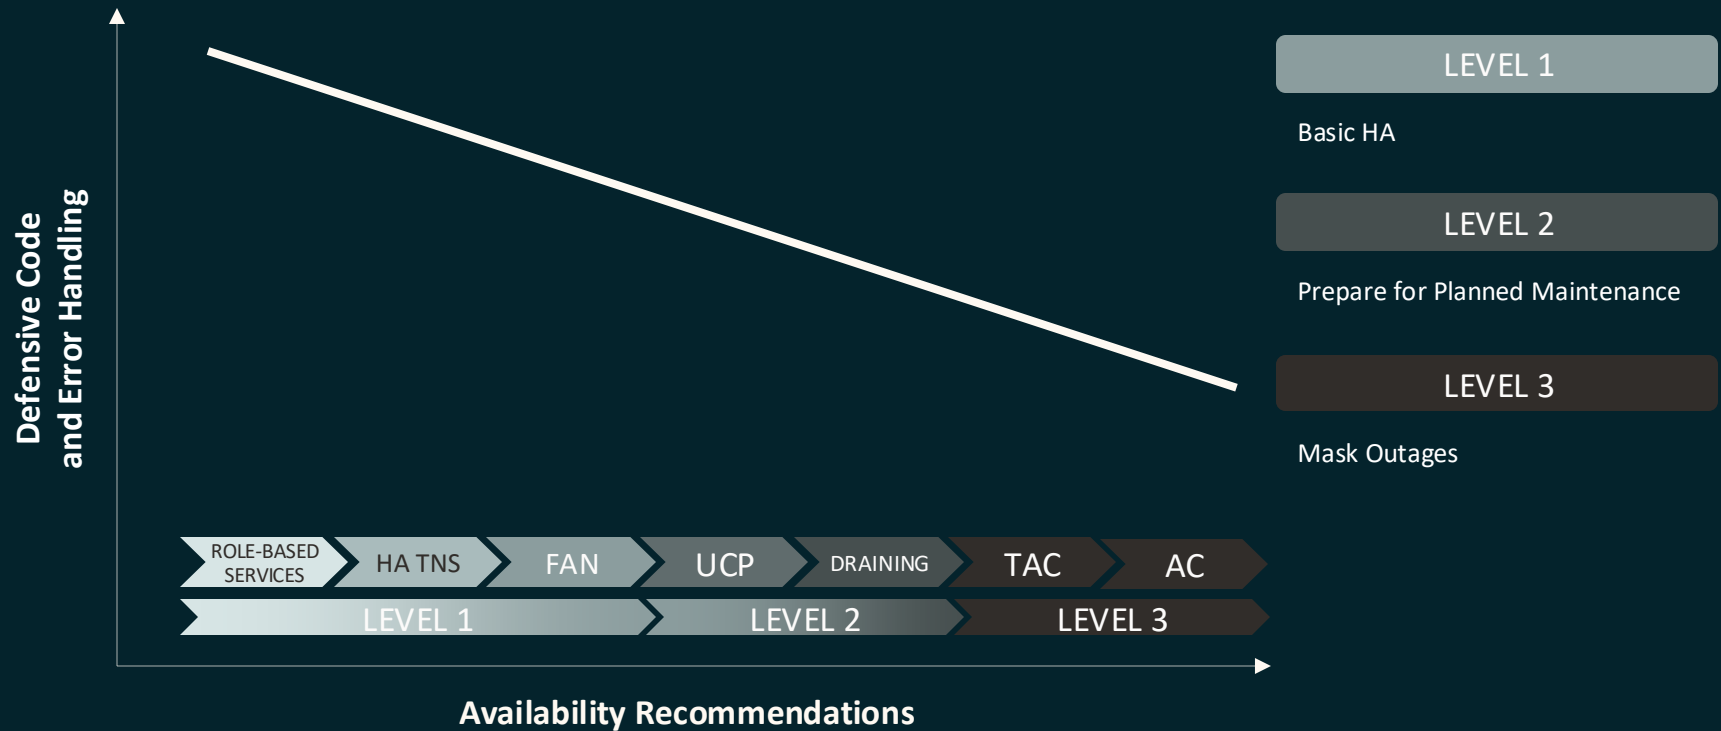 Defensive Code
and Error Handling
LEVEL 1
Basic HA
LEVEL 2
Prepare for Planned Maintenance
LEVEL 3
Mask Outages
ROLE-BASED
SERVICES
HA TNS
FAN
UCP
DRAINING
TAC
AC
LEVEL 1
LEVEL 2
LEVEL 3
Availability Recommendations